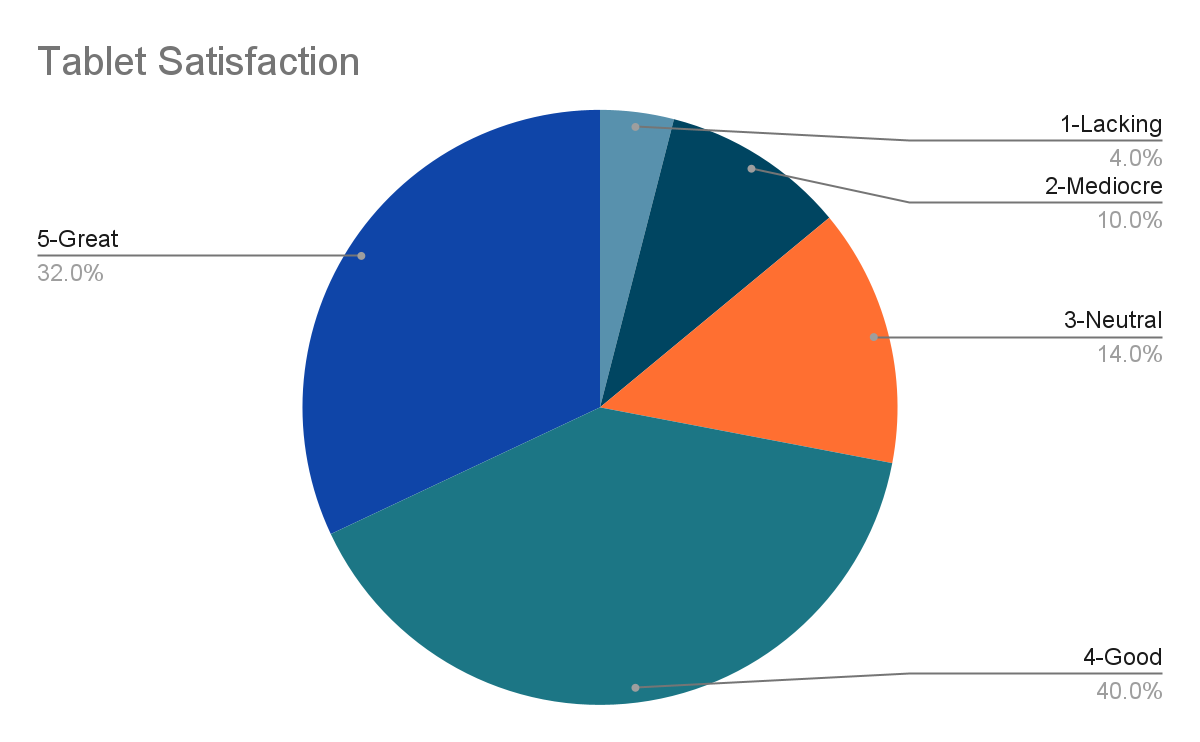 Tablet Satisfaction
1-Lacking
4.0%
2-Mediocre
10.0%
5-Great
32.0%
3-Neutral
14.0%
4-Good
40.0%